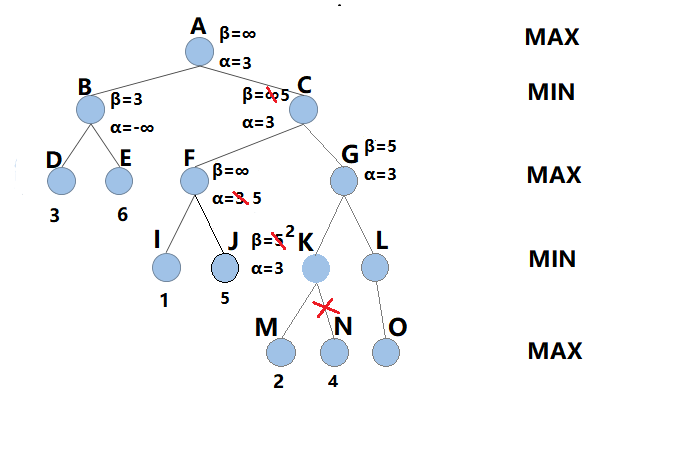 A β=∞ MAX
α=3
B β=3 β=∞5 C MIN
α=-∞ α=3
D E F β=∞ G β=5 MAX
α=3 5 α=3
3 6
I J β=5 2 K L MIN
α=3
1 5
M N O MAX
2 4